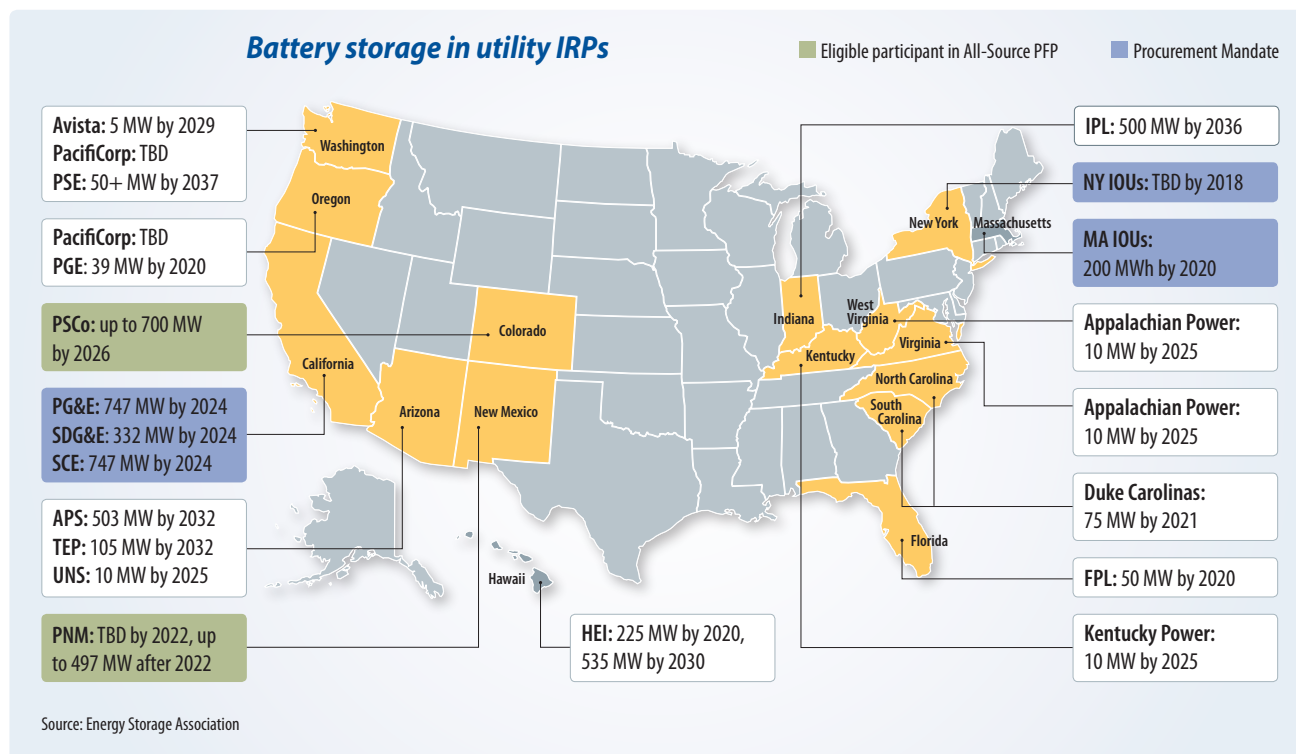 Battery storage in utility IRPs
Eligible participant in All-Source PFP
Procurement Mandate
Avista: 5 MW by 2029
PacifiCorp: TBD
PSE: 50+ MW by 2037
PacifiCorp: TBD
PGE: 39 MW by 2020
PSCo: up to 700 MW
by 2026
PG&E: 747 MW by 2024
SDG&E: 332 MW by 2024
SCE: 747 MW by 2024
APS: 503 MW by 2032
TEP: 105 MW by 2032
UNS: 10 MW by 2025
PNM: TBD by 2022, up
to 497 MW after 2022
Washington
Oregon
California
Colorado
Arizona
New Mexico
Hawaii
Indiana
Kentucky
West
Virginia
Virginia
North Carolina
South
Carolina
Florida
New York
Massachusetts
HEI: 225 MW by 2020,
535 MW by 2030
IPL: 500 MW by 2036
NY IOUs: TBD by 2018
MA IOUs:
200 MWh by 2020
Appalachian Power:
10 MW by 2025
Appalachian Power:
10 MW by 2025
Duke Carolinas:
75 MW by 2021
FPL: 50 MW by 2020
Kentucky Power:
10 MW by 2025
Source: Energy Storage Association